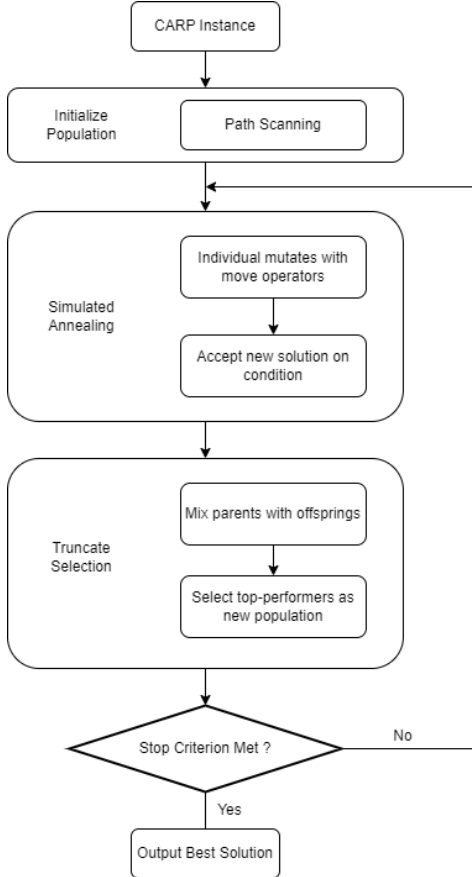 CARP Instance
Initialize
Population
Path Scanning
Individual mutates with
move operators
Simulated
Annealing
Accept new solution on
condition
Mix parents with offsprings
Truncate
Selection
Select top-performers as
new population
Stop Criterion Met ?
No
Yes
Output Best Solution